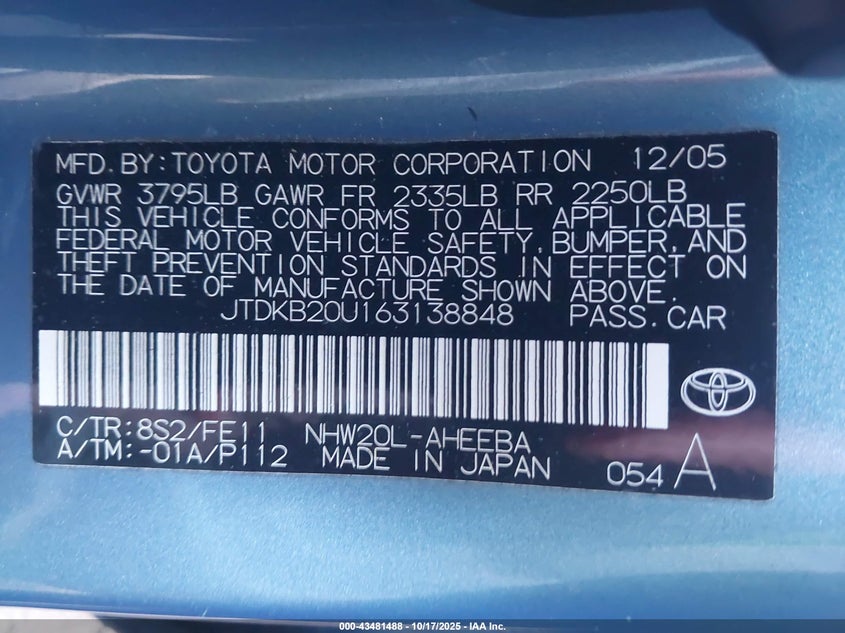 MFD. BY: TOYOTA MOTOR CORPORATION 12/05
GVWR 3795LB GAWR FR 2335LB RR 2250LB
THIS VEHICLE CONFORMS TO ALL APPLICABLE
FEDERAL MOTOR VEHICLE SAFETY, BUMPER, AND
THEFT PREVENTION STANDARDS IN EFFECT ON
THE DATE OF MANUFACTURE SHOWN ABOVE.
JTDKB20U163138848 PASS. CAR
C/TR: 8S2/FE11 NHW20L-AHEEBA
A/TM: -01A/P112 MADE IN JAPAN 054 A
000-43481488 - 10/17/2025 - IAA Inc.